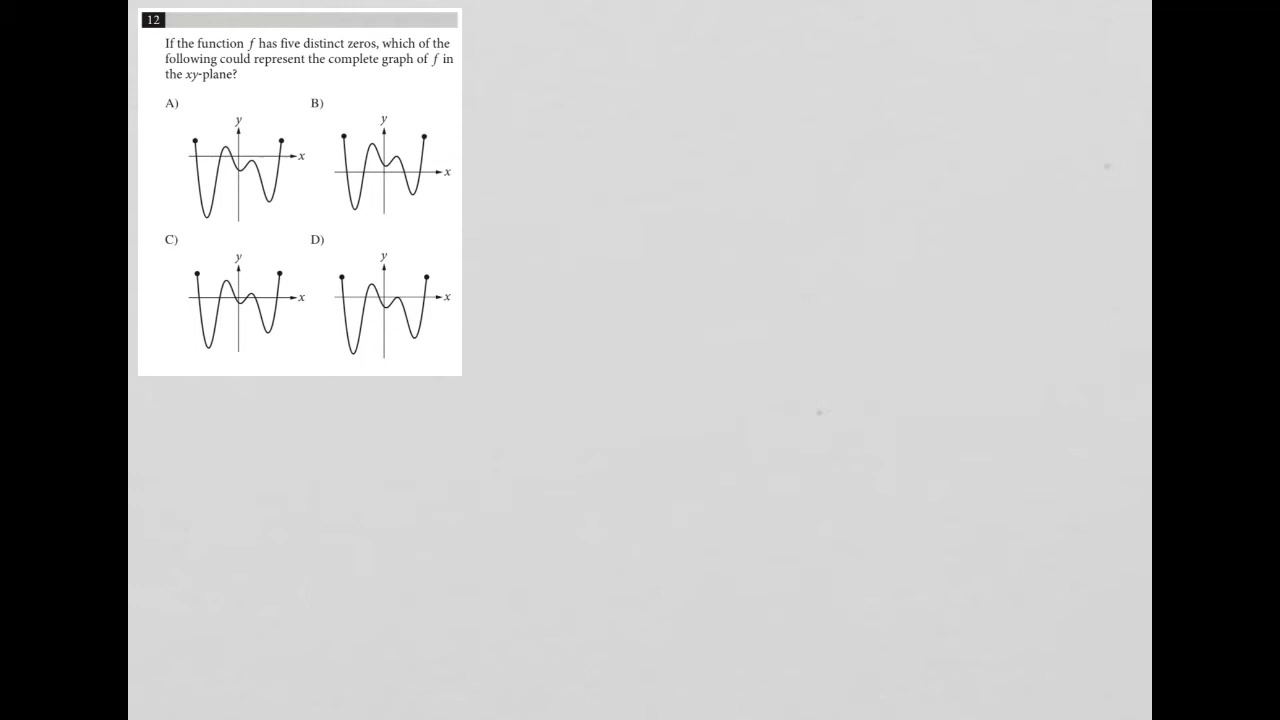 12
If the function f has five distinct zeros, which of the
following could represent the complete graph of f in
the xy-plane?
A)
B)
y
x
y
x
C)
D)
y
x
y
x